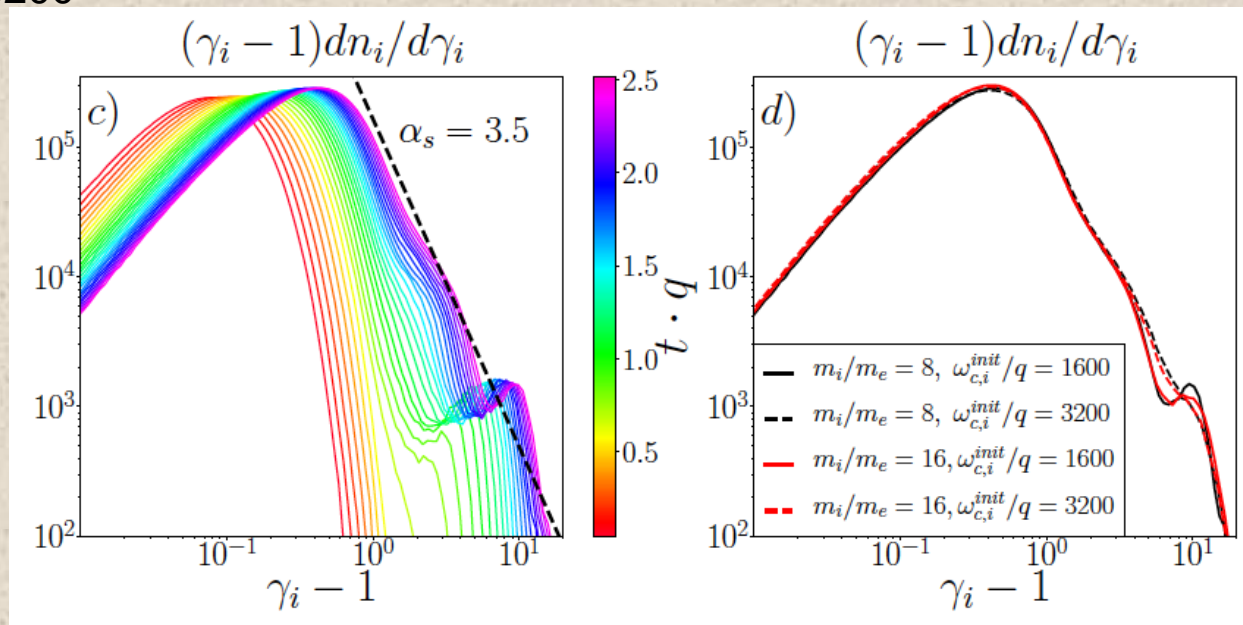 (γ_i − 1)dn_i/dγ_i
c)
α_s = 3.5
10^5
10^4
10^3
10^2
10^{-1}
10^0
10^1
γ_i − 1
2.5
2.0
1.5
1.0
0.5
t · q
(γ_i − 1)dn_i/dγ_i
d)
10^5
10^4
10^3
10^2
m_i/m_e = 8, ω_{c,i}^{init}/q = 1600
m_i/m_e = 8, ω_{c,i}^{init}/q = 3200
m_i/m_e = 16, ω_{c,i}^{init}/q = 1600
m_i/m_e = 16, ω_{c,i}^{init}/q = 3200
10^{-1}
10^0
10^1
γ_i − 1